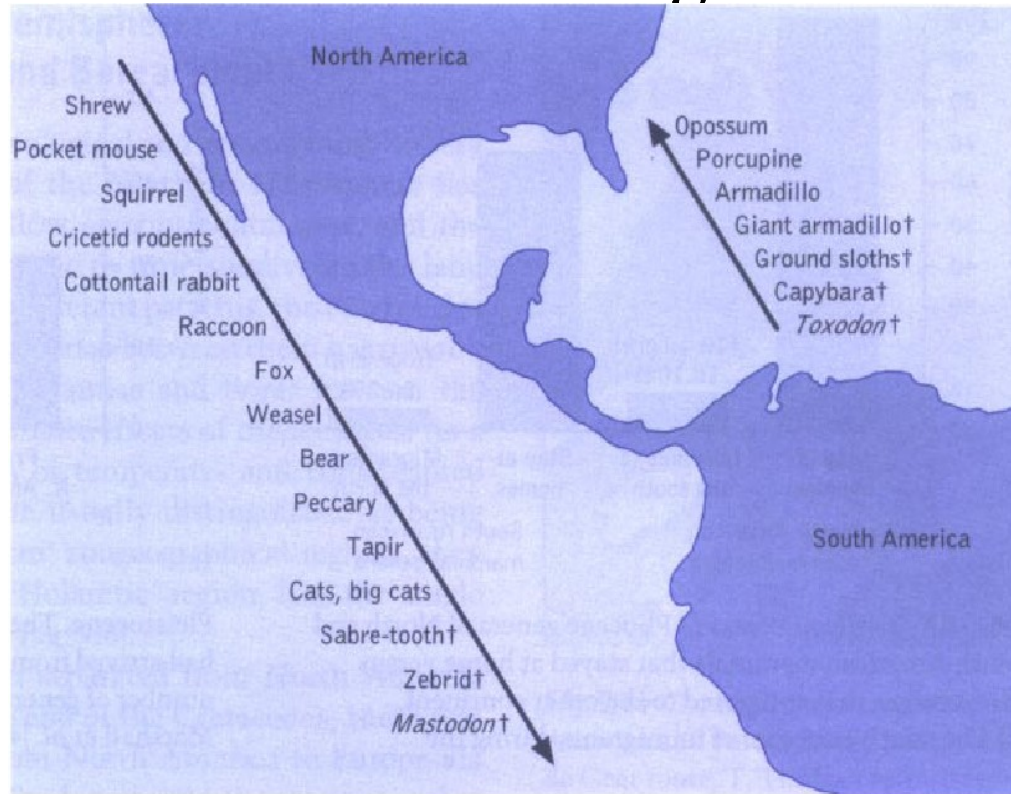 North America
Shrew
Pocket mouse
Squirrel
Cricetid rodents
Cottontail rabbit
Raccoon
Fox
Weasel
Bear
Peccary
Tapir
Cats, big cats
Sabre-tooth†
Zebrid†
Mastodon†
Opossum
Porcupine
Armadillo
Giant armadillo†
Ground sloths†
Capybara†
Toxodon†
South America